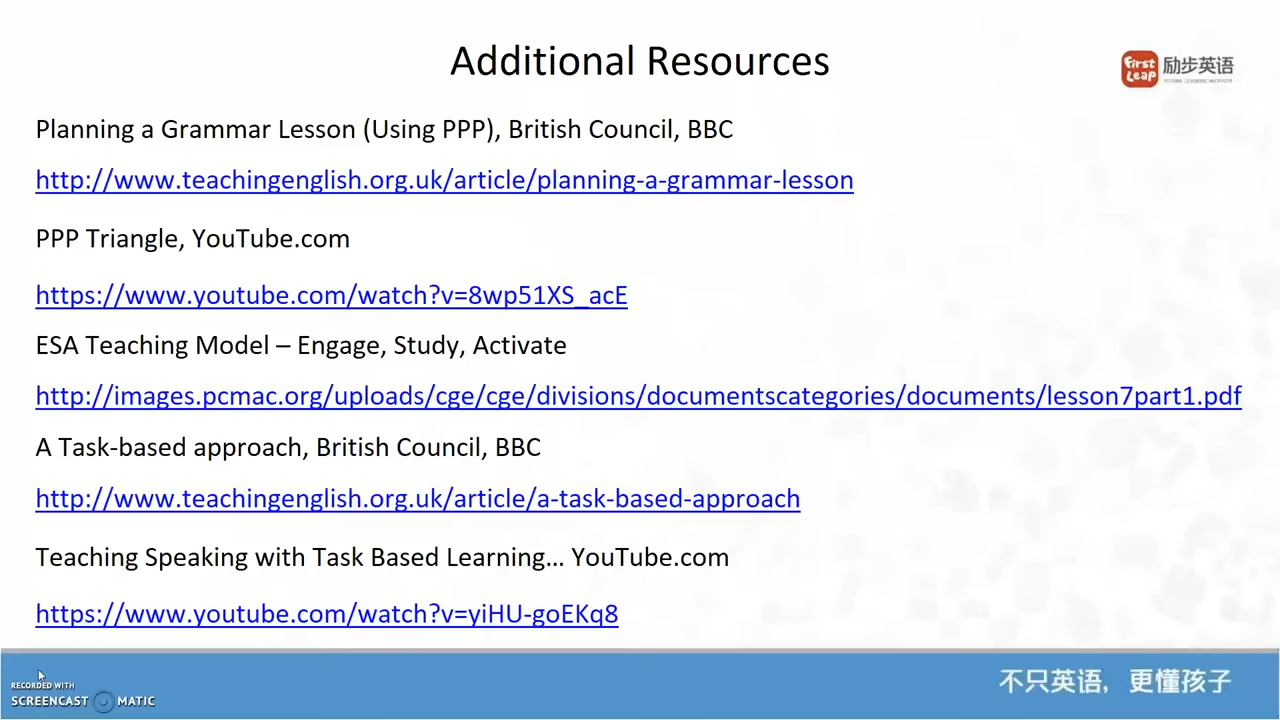 Additional Resources
First Leap 励步英语
Planning a Grammar Lesson (Using PPP), British Council, BBC
http://www.teachingenglish.org.uk/article/planning-a-grammar-lesson
PPP Triangle, YouTube.com
https://www.youtube.com/watch?v=8wp51XS_acE
ESA Teaching Model – Engage, Study, Activate
http://images.pcmac.org/uploads/cge/cge/divisions/documentscategories/documents/lesson7part1.pdf
A Task-based approach, British Council, BBC
http://www.teachingenglish.org.uk/article/a-task-based-approach
Teaching Speaking with Task Based Learning… YouTube.com
https://www.youtube.com/watch?v=yiHU-goEKq8
RECORDED WITH
SCREENCAST MATIC
不只英语，更懂孩子